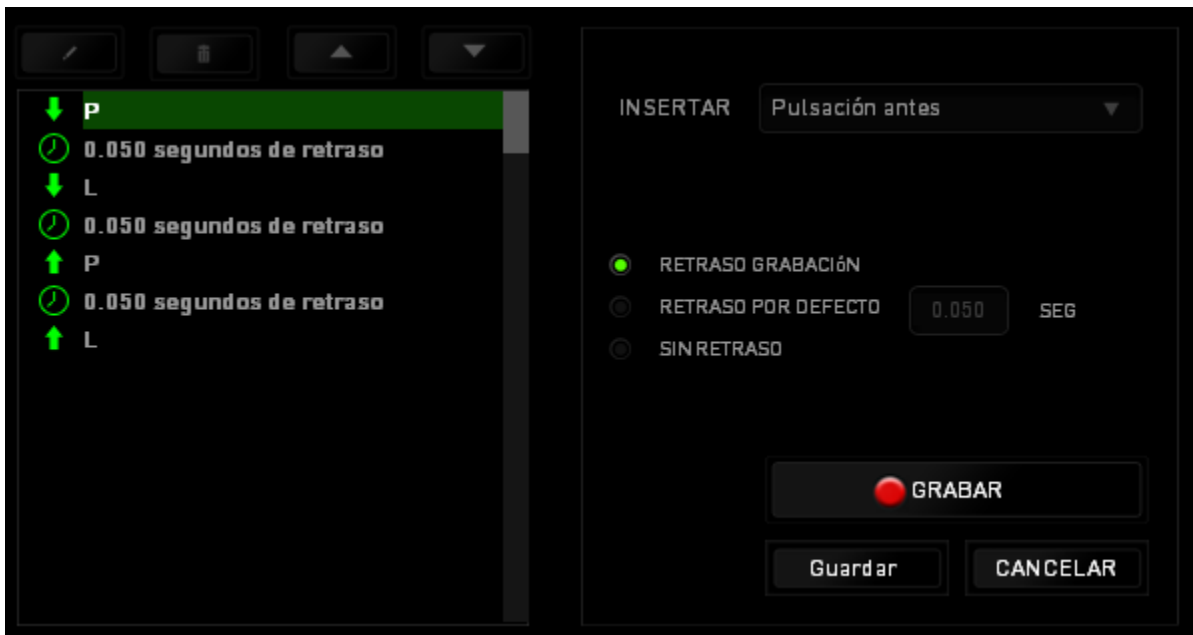 P
0.050 segundos de retraso
L
0.050 segundos de retraso
P
0.050 segundos de retraso
L
INSERTAR Pulsación antes
RETRASO GRABACIóN
RETRASO POR DEFECTO 0.050 SEG
SIN RETRASO
GRABAR
Guardar CANCELAR